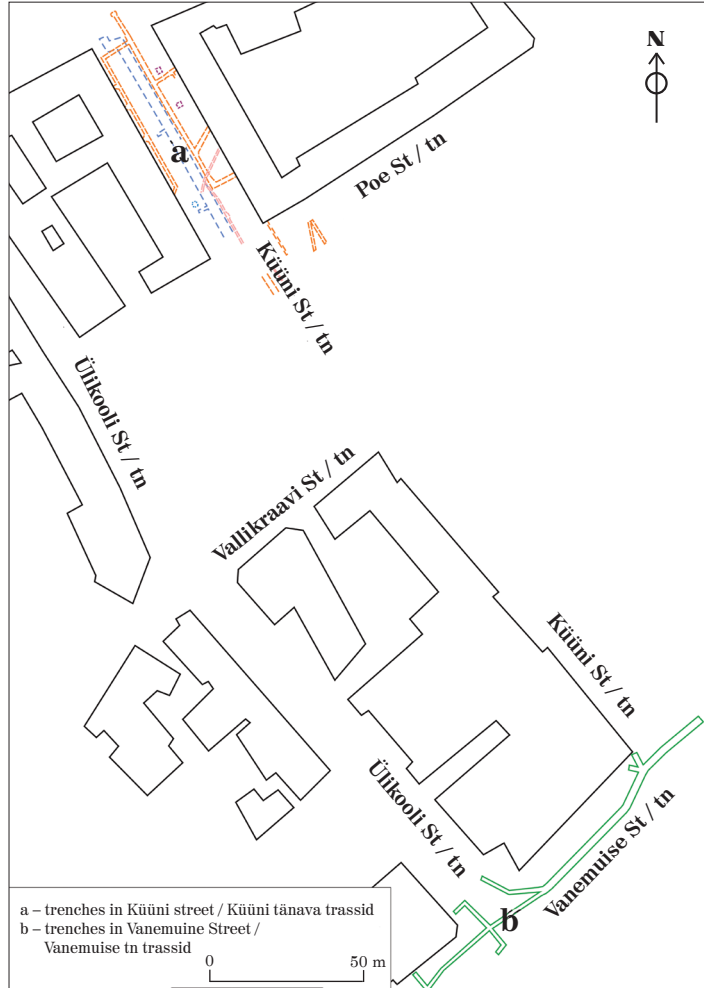 N
a
Poe St / tn
Küüni St / tn
Ülikooli St / tn
Vallikraavi St / tn
Küüni St / tn
Ülikooli St / tn
Vanemuise St / tn
b
a – trenches in Küüni street / Küüni tänava trassid
b – trenches in Vanemuine Street /
Vanemuise tn trassid
0 50 m